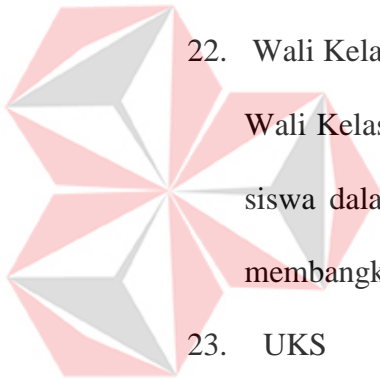 22. Wali Kela
Wali Kelas
siswa dala
membangk
23. UKS